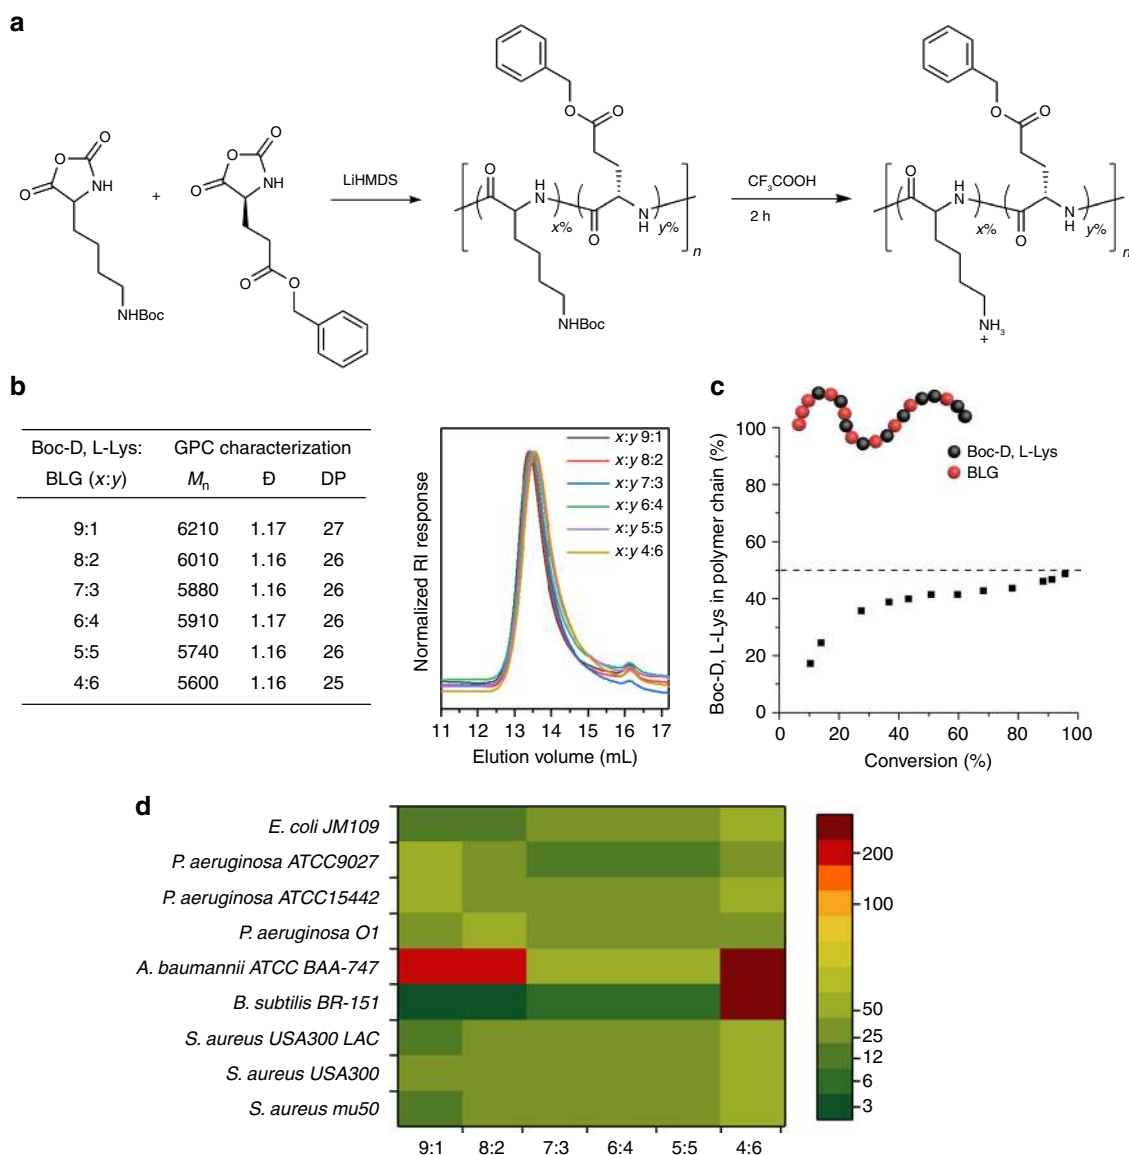 a
O
O
O
NH
NHBoc
+
O
O
O
NH
O
O
LiHMDS
O
O
O
H
N
x%
O
N
H
y%
n
NHBoc
CF₃COOH
2 h
O
O
O
H
N
x%
O
N
H
y%
n
NH₃
+
b
Boc-D, L-Lys: GPC characterization
BLG (x:y) Mn Đ DP
9:1 6210 1.17 27
8:2 6010 1.16 26
7:3 5880 1.16 26
6:4 5910 1.17 26
5:5 5740 1.16 26
4:6 5600 1.16 25
Normalized RI response
x:y 9:1
x:y 8:2
x:y 7:3
x:y 6:4
x:y 5:5
x:y 4:6
11 12 13 14 15 16 17
Elution volume (mL)
c
Boc-D, L-Lys in polymer chain (%)
100
80
60
40
20
0
Boc-D, L-Lys
BLG
0 20 40 60 80 100
Conversion (%)
d
E. coli JM109
P. aeruginosa ATCC9027
P. aeruginosa ATCC15442
P. aeruginosa O1
A. baumannii ATCC BAA-747
B. subtilis BR-151
S. aureus USA300 LAC
S. aureus USA300
S. aureus mu50
9:1 8:2 7:3 6:4 5:5 4:6
200
100
50
25
12
6
3